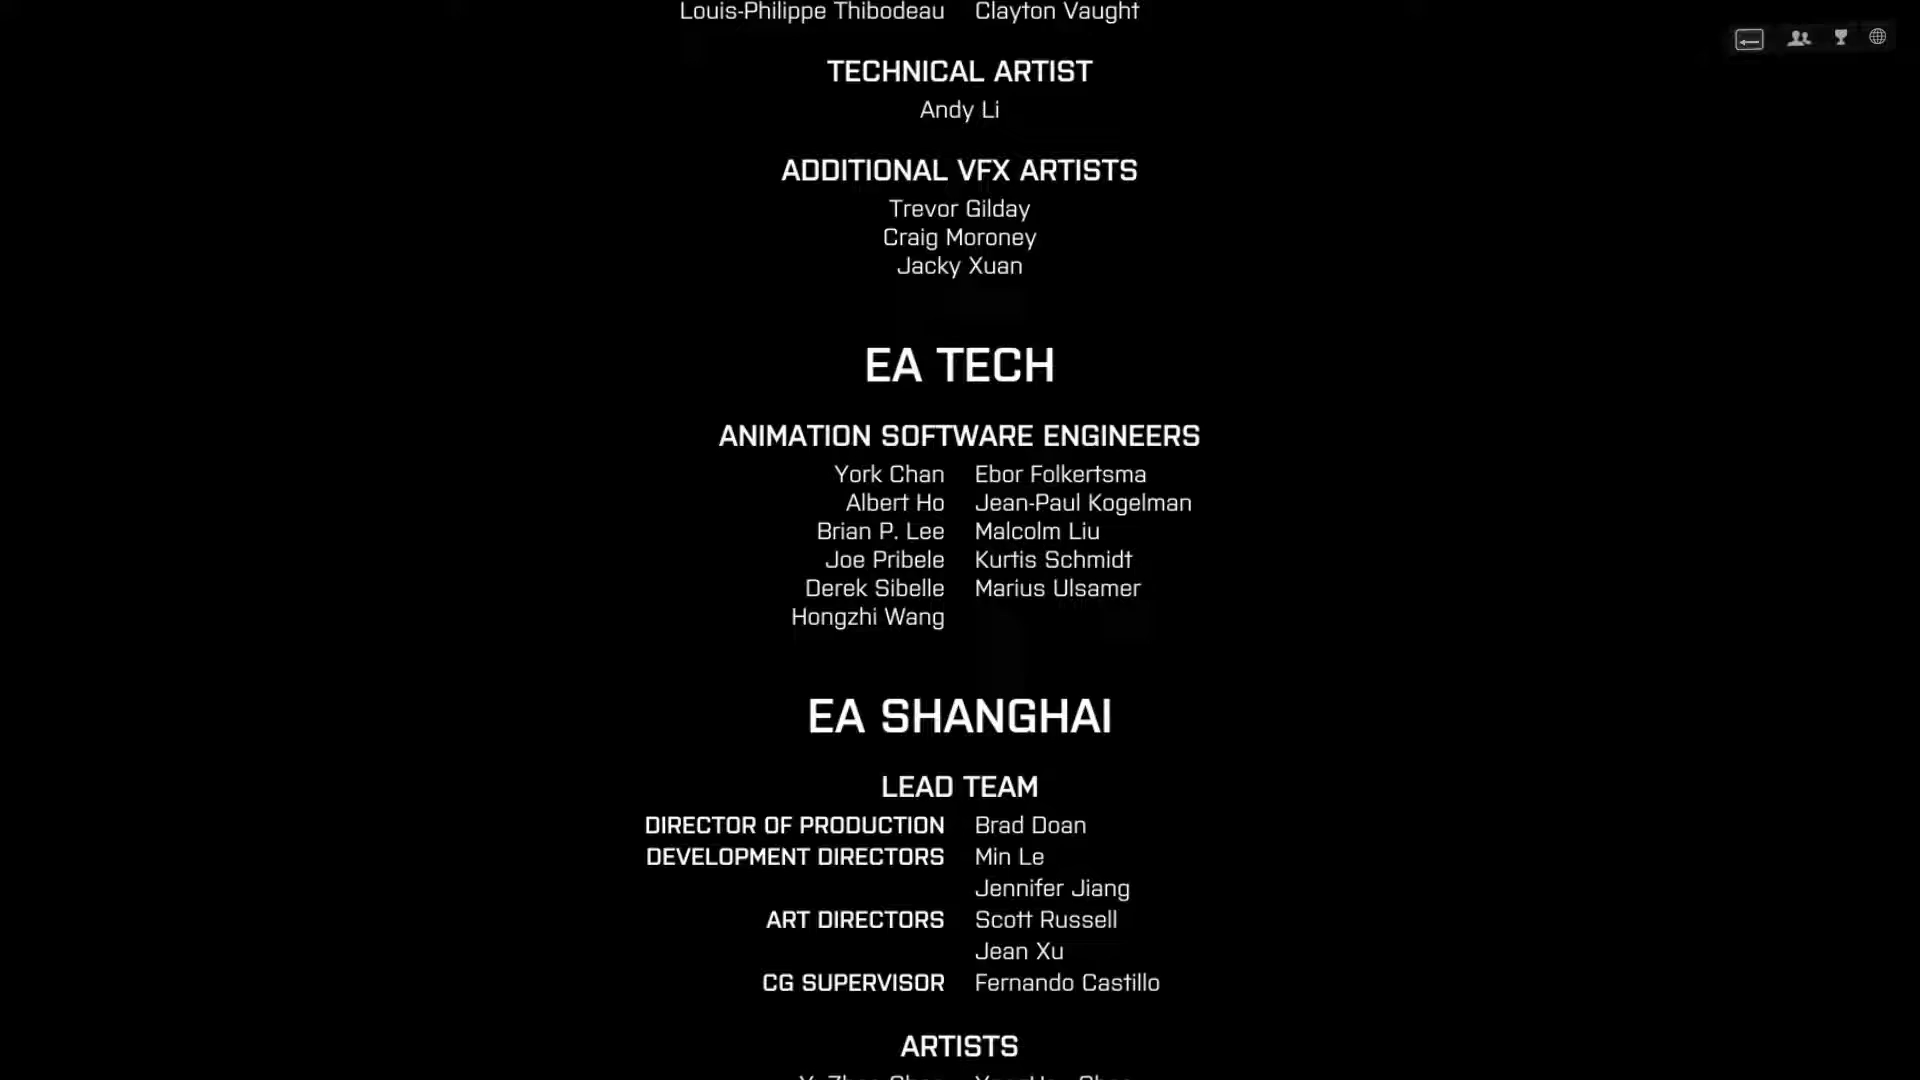 Louis-Philippe Thibodeau Clayton Vaught
TECHNICAL ARTIST
Andy Li
ADDITIONAL VFX ARTISTS
Trevor Gilday
Craig Moroney
Jacky Xuan
EA TECH
ANIMATION SOFTWARE ENGINEERS
York Chan Ebor Folkertsma
Albert Ho Jean-Paul Kogelman
Brian P. Lee Malcolm Liu
Joe Pribele Kurtis Schmidt
Derek Sibelle Marius Ulsamer
Hongzhi Wang
EA SHANGHAI
LEAD TEAM
DIRECTOR OF PRODUCTION Brad Doan
DEVELOPMENT DIRECTORS Min Le
Jennifer Jiang
ART DIRECTORS Scott Russell
Jean Xu
CG SUPERVISOR Fernando Castillo
ARTISTS